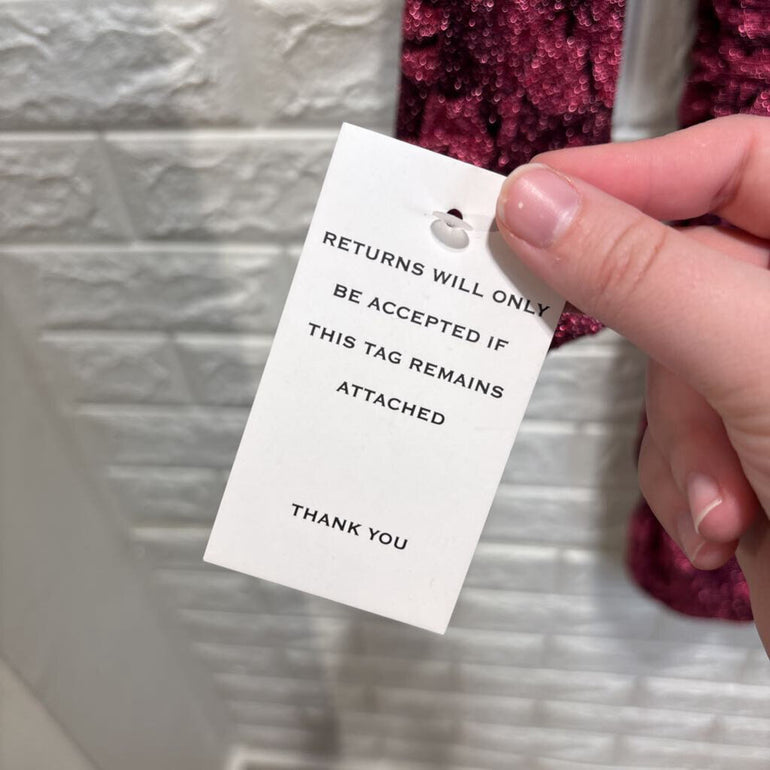 RETURNS WILL ONLY
BE ACCEPTED IF
THIS TAG REMAINS
ATTACHED
THANK YOU